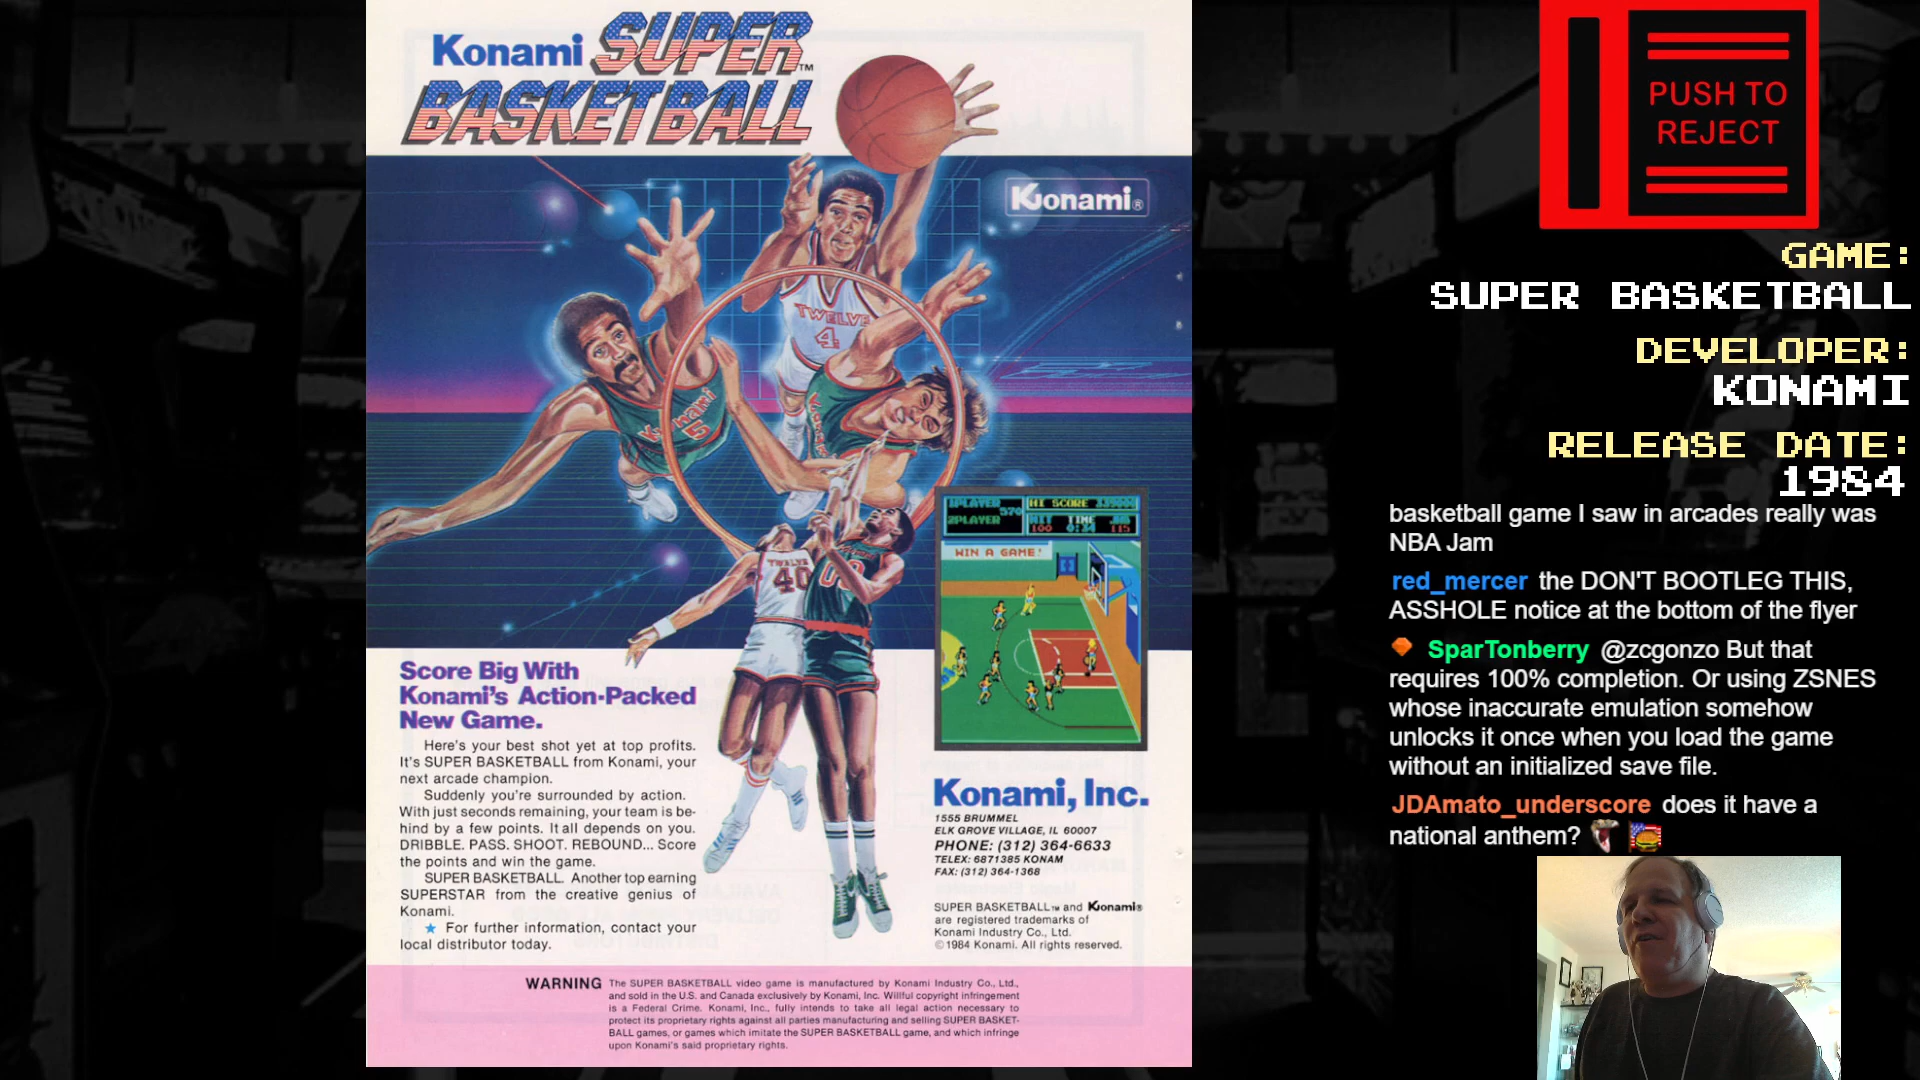 Konami SUPER
BASKETBALL™
Konami®
TWELVE
4
Konami
5
TWELVE
40
00
1PLAYER
570
2PLAYER
HI SCORE
HIT TIME
100 0:34 115
WIN A GAME!
Score Big With
Konami's Action-Packed
New Game.
Here's your best shot yet at top profits.
It's SUPER BASKETBALL from Konami, your
next arcade champion.
Suddenly you're surrounded by action.
With just seconds remaining, your team is be-
hind by a few points. It all depends on you.
DRIBBLE. PASS. SHOOT. REBOUND... Score
the points and win the game.
SUPER BASKETBALL. Another top earning
SUPERSTAR from the creative genius of
Konami.
★ For further information, contact your
local distributor today.
Konami, Inc.
1555 BRUMMEL
ELK GROVE VILLAGE, IL 60007
PHONE: (312) 364-6633
TELEX: 6871385 KONAM
FAX: (312) 364-1368
SUPER BASKETBALL™ and Konami®
are registered trademarks of
Konami Industry Co., Ltd.
©1984 Konami. All rights reserved.
WARNING The SUPER BASKETBALL video game is manufactured by Konami Industry Co., Ltd.,
and sold in the U.S. and Canada exclusively by Konami, Inc. Willful copyright infringement
is a Federal Crime. Konami, Inc., fully intends to take all legal action necessary to
protect its proprietary rights against all parties manufacturing and selling SUPER BASKET-
BALL games, or games which imitate the SUPER BASKETBALL game, and which infringe
upon Konami's said proprietary rights.
PUSH TO
REJECT
GAME:
SUPER BASKETBALL
DEVELOPER:
KONAMI
RELEASE DATE:
1984
basketball game I saw in arcades really was
NBA Jam
red_mercer the DON'T BOOTLEG THIS,
ASSHOLE notice at the bottom of the flyer
SparTonberry @zcgonzo But that
requires 100% completion. Or using ZSNES
whose inaccurate emulation somehow
unlocks it once when you load the game
without an initialized save file.
JDAmato_underscore does it have a
national anthem?